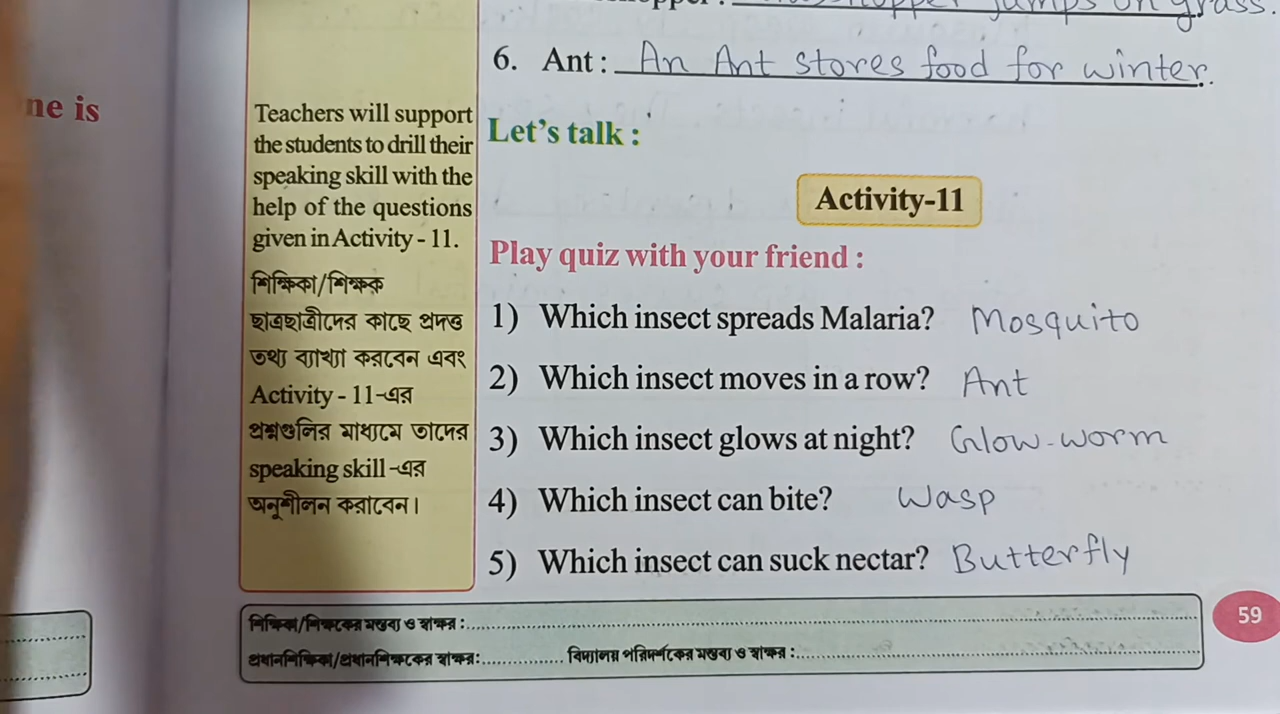 jumps on grass.
6. Ant : An Ant stores food for winter.
ne is
Teachers will support
the students to drill their
speaking skill with the
help of the questions
given in Activity - 11.
শিক্ষিকা/শিক্ষক
ছাত্রছাত্রীদের কাছে প্রদত্ত
তথ্য ব্যাখ্যা করবেন এবং
Activity - 11-এর
প্রশ্নগুলির মাধ্যমে তাদের
speaking skill -এর
অনুশীলন করাবেন।
Let's talk :
Activity-11
Play quiz with your friend :
1) Which insect spreads Malaria? Mosquito
2) Which insect moves in a row? Ant
3) Which insect glows at night? Glow-worm
4) Which insect can bite? Wasp
5) Which insect can suck nectar? Butterfly
শিক্ষিকা/শিক্ষকের মন্তব্য ও স্বাক্ষর :
প্রধানশিক্ষিকা/প্রধানশিক্ষকের স্বাক্ষর: বিদ্যালয় পরিদর্শকের মন্তব্য ও স্বাক্ষর :
59